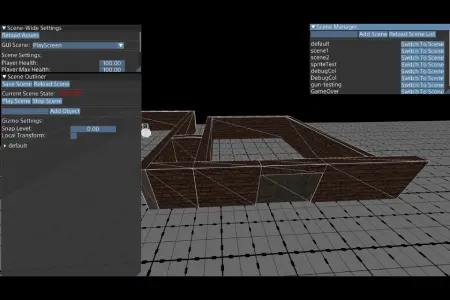 Scene-Wide Settings
Reload Assets
GUI Scene: PlayScreen
Scene Settings:
Player Health: 100.00
Player Max Health: 100.00
Scene Outliner
Save Scene Reload Scene
Current Scene State:
Play Scene Stop Scene
Add Object
Gizmo Settings:
Snap Level: 0.00
Local Transform:
default
Scene Manager
Add Scene Reload Scene List
default Switch To Scene
scene1 Switch To Scene
scene2 Switch To Scene
spriteTest Switch To Scene
debugCol Switch To Scene
DebugCol Switch To Scene
gun-testing Switch To Scene
GameOver Switch To Scene